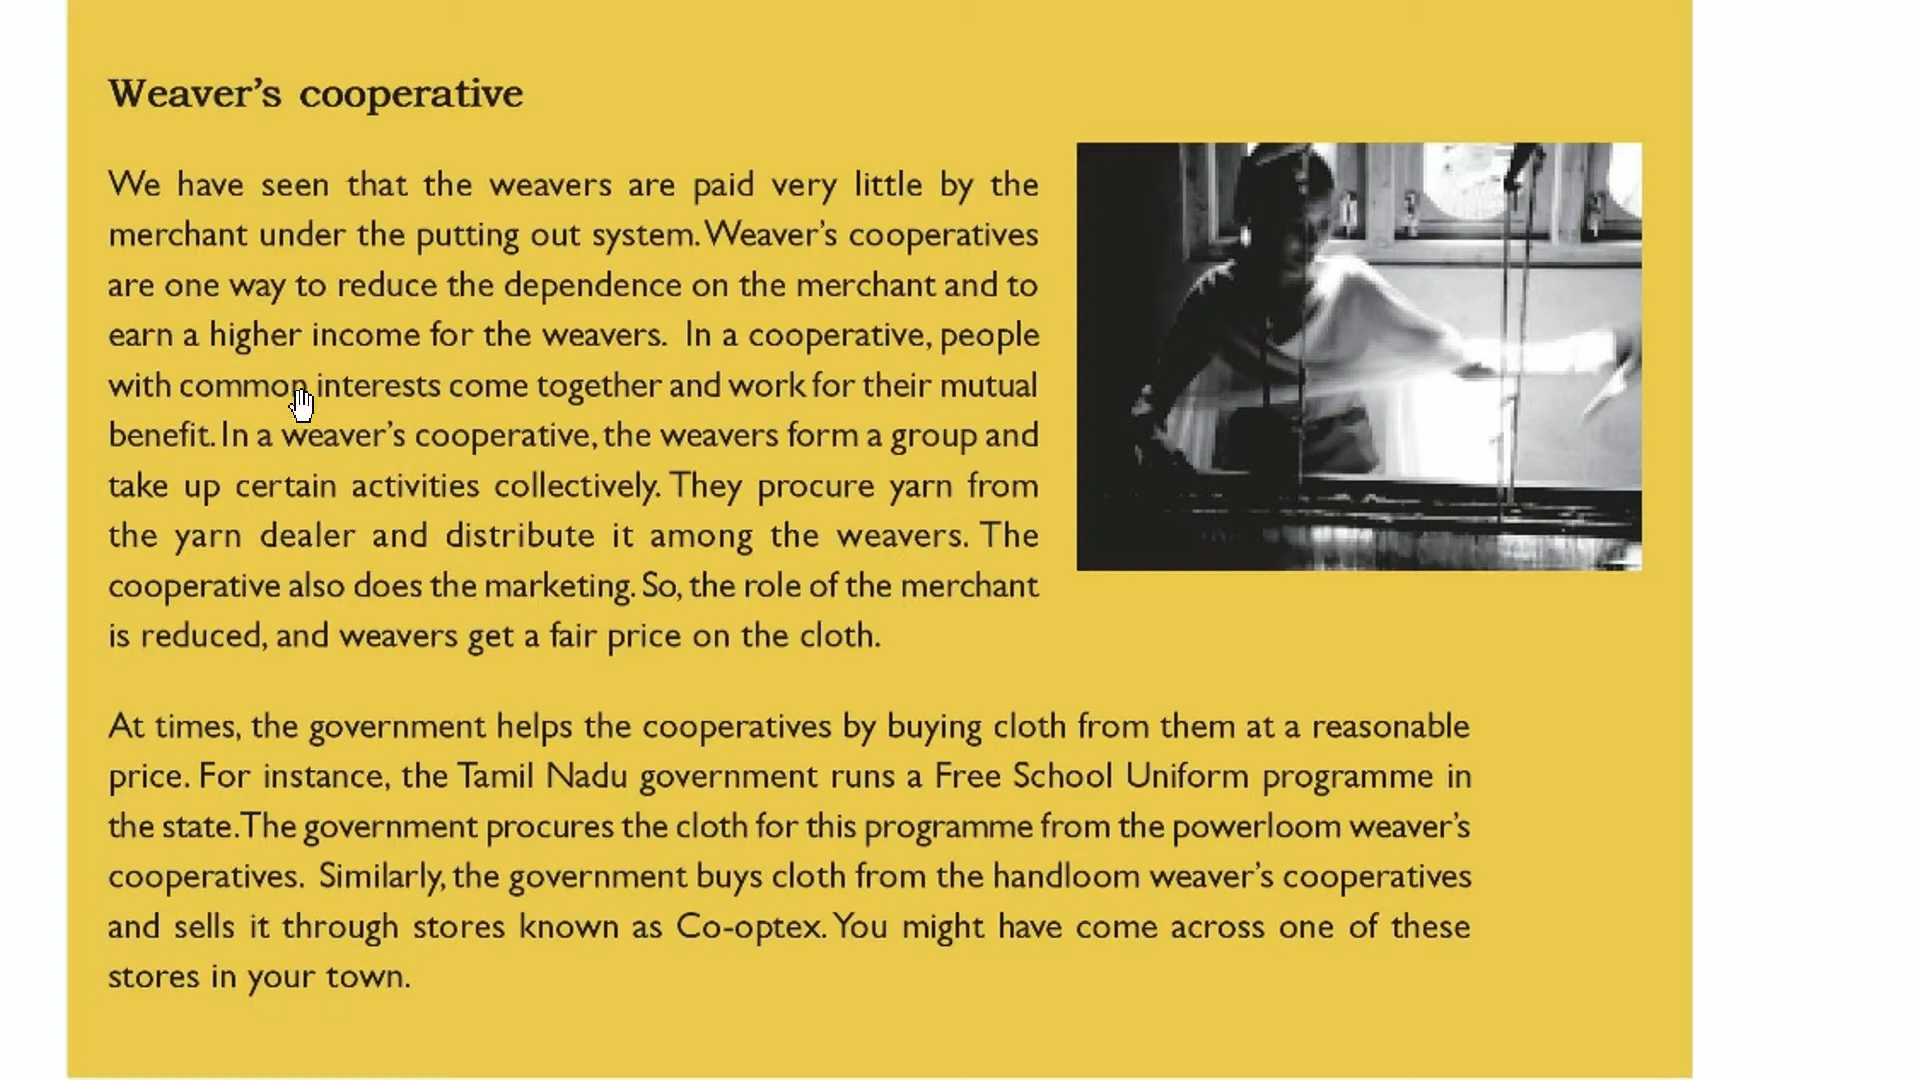 Weaver’s cooperative
We have seen that the weavers are paid very little by the
merchant under the putting out system. Weaver’s cooperatives
are one way to reduce the dependence on the merchant and to
earn a higher income for the weavers. In a cooperative, people
with common interests come together and work for their mutual
benefit. In a weaver’s cooperative, the weavers form a group and
take up certain activities collectively. They procure yarn from
the yarn dealer and distribute it among the weavers. The
cooperative also does the marketing. So, the role of the merchant
is reduced, and weavers get a fair price on the cloth.
At times, the government helps the cooperatives by buying cloth from them at a reasonable
price. For instance, the Tamil Nadu government runs a Free School Uniform programme in
the state. The government procures the cloth for this programme from the powerloom weaver’s
cooperatives. Similarly, the government buys cloth from the handloom weaver’s cooperatives
and sells it through stores known as Co-optex. You might have come across one of these
stores in your town.